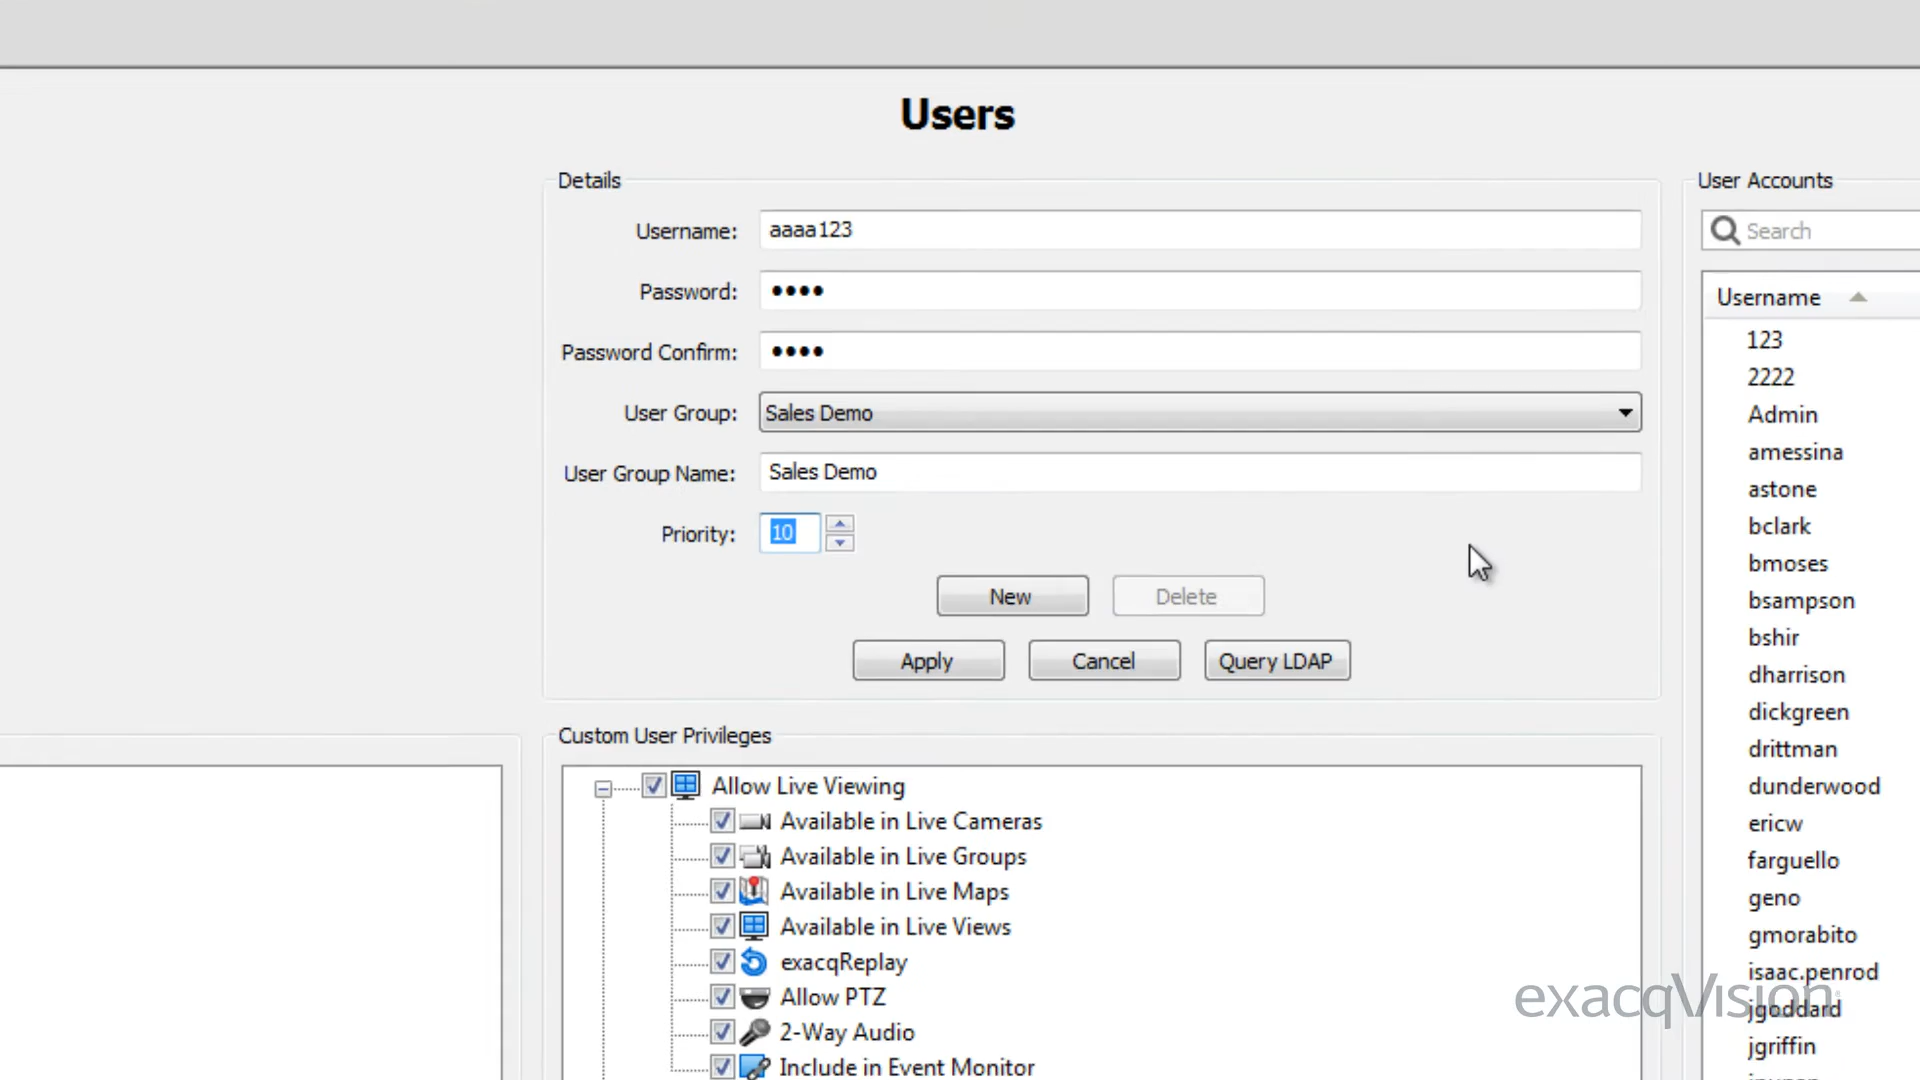 Users
Details
Username: aaaa123
Password: ••••
Password Confirm: ••••
User Group: Sales Demo
User Group Name: Sales Demo
Priority: 10
New Delete
Apply Cancel Query LDAP
Custom User Privileges
Allow Live Viewing
Available in Live Cameras
Available in Live Groups
Available in Live Maps
Available in Live Views
exacqReplay
Allow PTZ
2-Way Audio
Include in Event Monitor
User Accounts
Search
Username
123
2222
Admin
amessina
astone
bclark
bmoses
bsampson
bshir
dharrison
dickgreen
drittman
dunderwood
ericw
farguello
geno
gmorabito
isaac.penrod
jgoddard
jgriffin
exacqVision